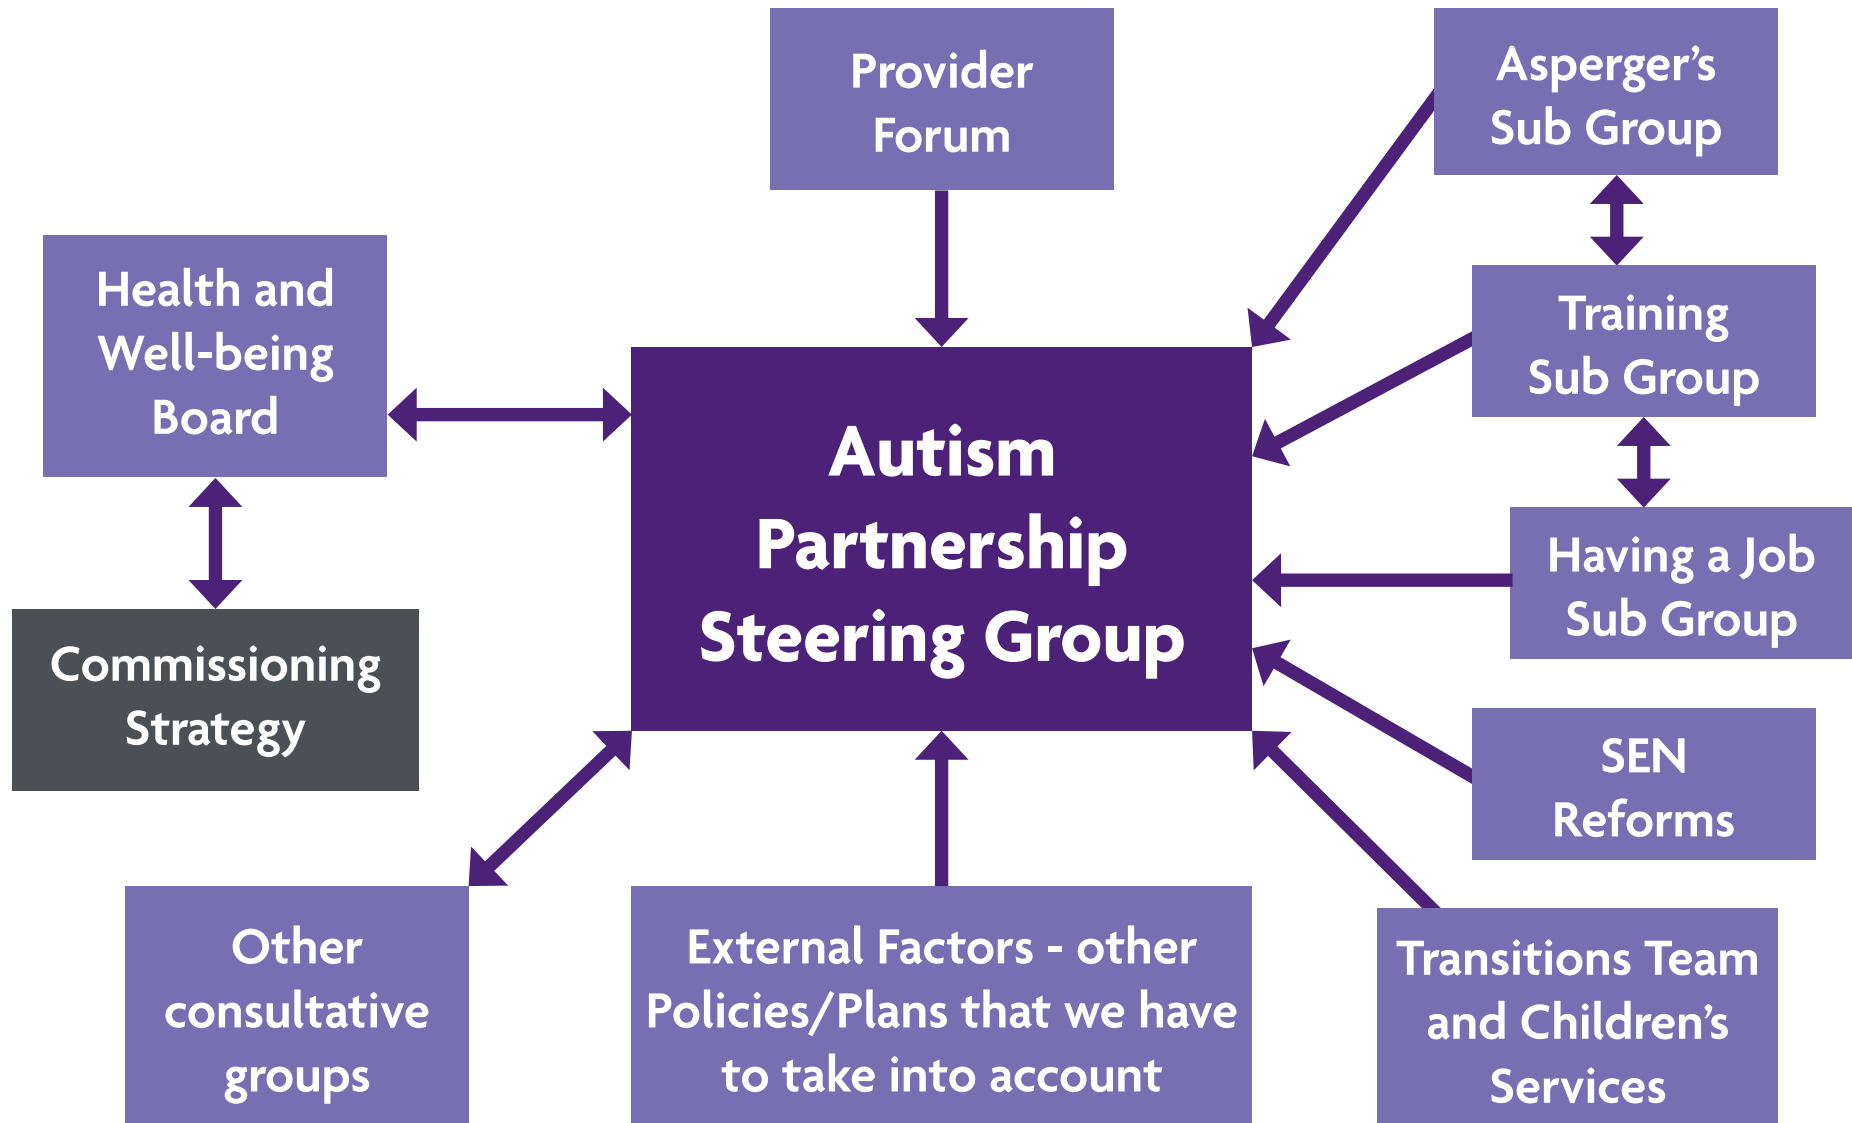 Provider
Forum
Asperger’s
Sub Group
Health and
Well-being
Board
Training
Sub Group
Autism
Partnership
Steering Group
Having a Job
Sub Group
Commissioning
Strategy
SEN
Reforms
Other
consultative
groups
External Factors - other
Policies/Plans that we have
to take into account
Transitions Team
and Children’s
Services